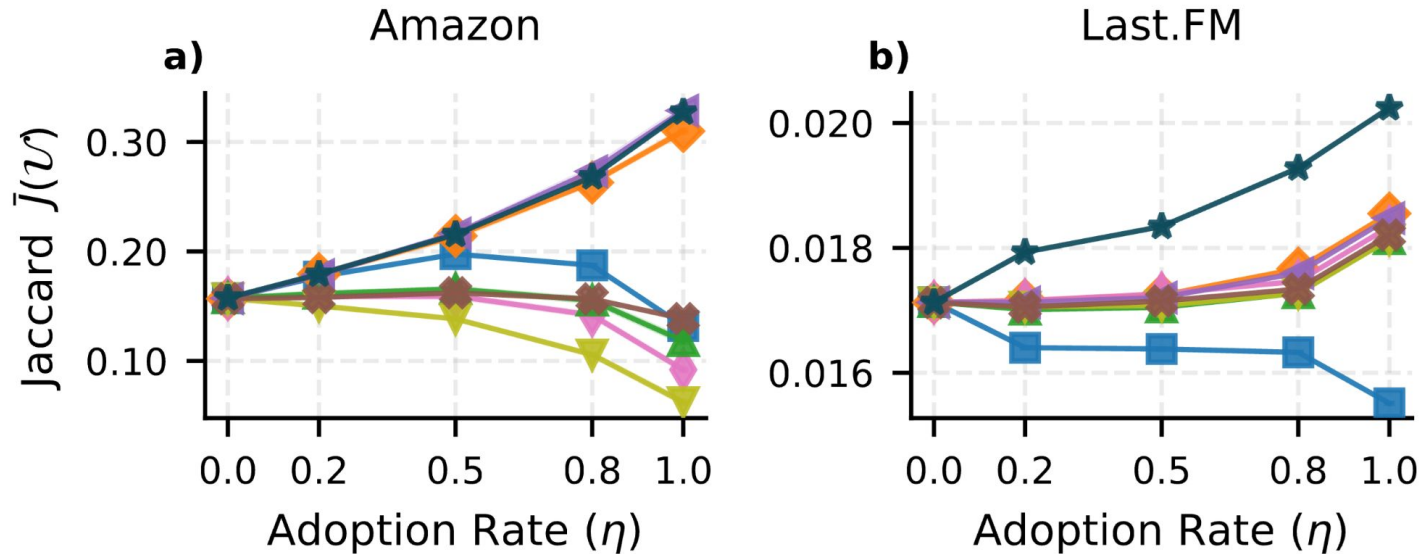 Amazon
a)
Jaccard J̄(𝒰)
0.30
0.20
0.10
0.0 0.2 0.5 0.8 1.0
Adoption Rate (η)
Last.FM
b)
0.020
0.018
0.016
0.0 0.2 0.5 0.8 1.0
Adoption Rate (η)